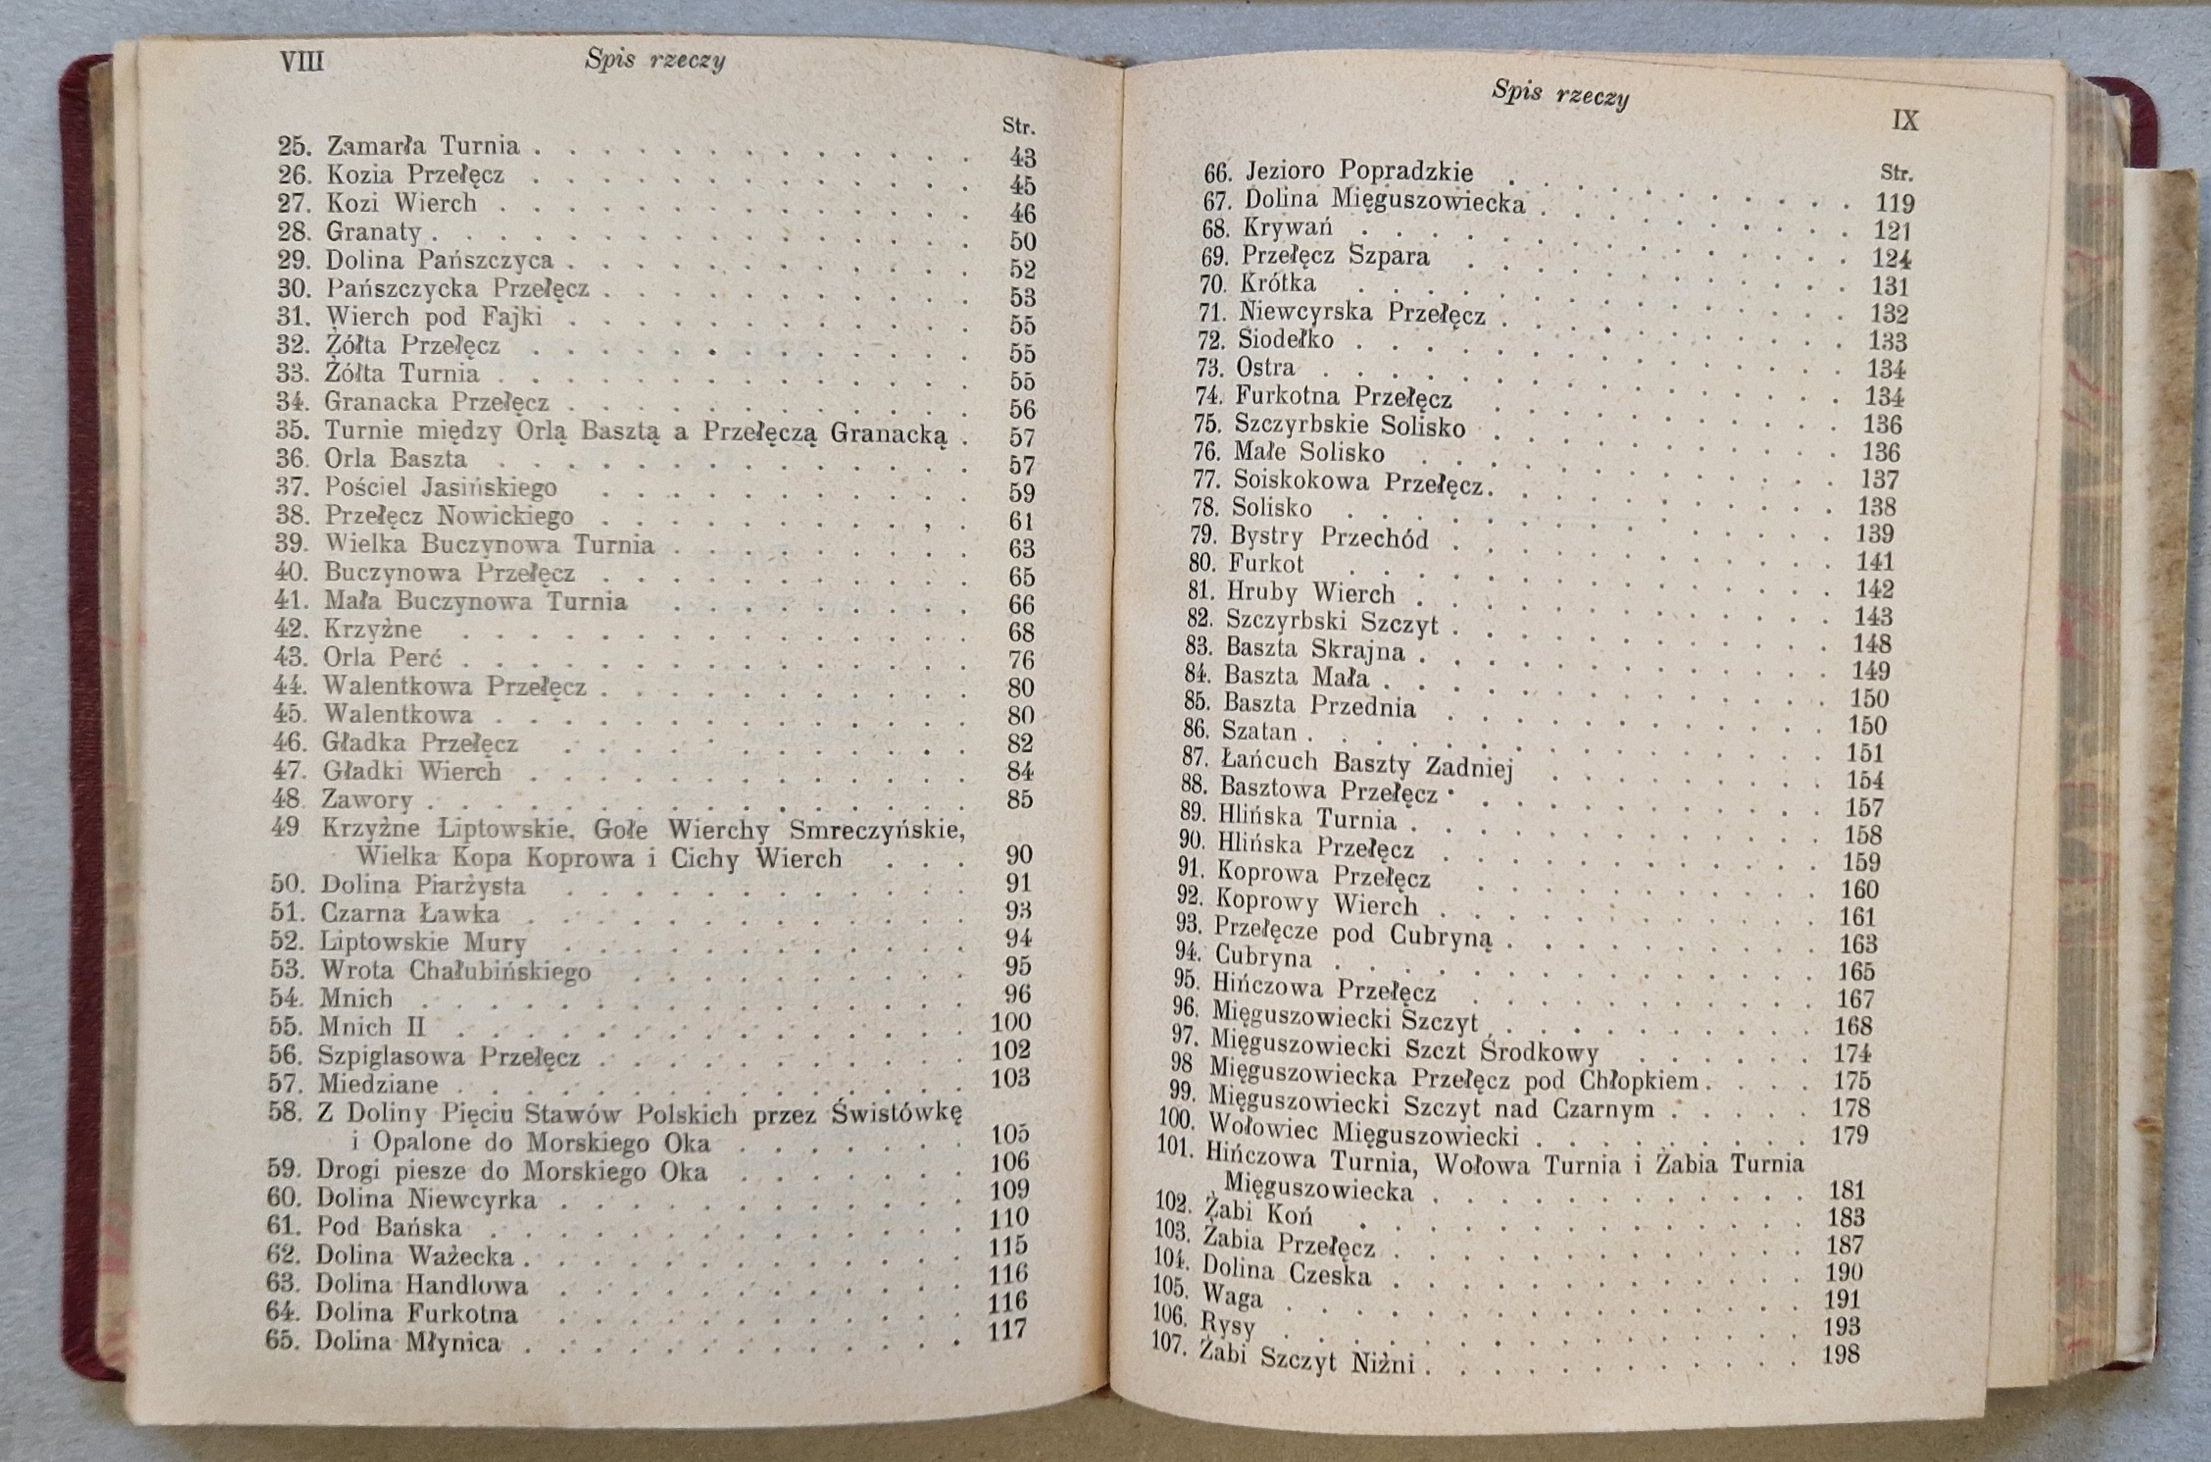 VIII Spis rzeczy
Str.
25. Zamarła Turnia . . . . . . . . . . . . . 43
26. Kozia Przełęcz . . . . . . . . . . . . . 45
27. Kozi Wierch . . . . . . . . . . . . . . 46
28. Granaty . . . . . . . . . . . . . . . . 50
29. Dolina Pańszczyca . . . . . . . . . . . . 52
30. Pańszczycka Przełęcz . . . . . . . . . . . 53
31. Wierch pod Fajki . . . . . . . . . . . . 55
32. Żółta Przełęcz . . . . . . . . . . . . . 55
33. Żółta Turnia . . . . . . . . . . . . . . 55
34. Granacka Przełęcz . . . . . . . . . . . . 56
35. Turnie między Orlą Basztą a Przełęczą Granacką . 57
36. Orla Baszta . . . . . . . . . . . . . . 57
37. Pościel Jasińskiego . . . . . . . . . . . 59
38. Przełęcz Nowickiego . . . . . . . . . . . 61
39. Wielka Buczynowa Turnia . . . . . . . . . 63
40. Buczynowa Przełęcz . . . . . . . . . . . 65
41. Mała Buczynowa Turnia . . . . . . . . . 66
42. Krzyżne . . . . . . . . . . . . . . . 68
43. Orla Perć . . . . . . . . . . . . . . . 76
44. Walentkowa Przełęcz . . . . . . . . . . . 80
45. Walentkowa . . . . . . . . . . . . . . 80
46. Gładka Przełęcz . . . . . . . . . . . . 82
47. Gładki Wierch . . . . . . . . . . . . . 84
48. Zawory . . . . . . . . . . . . . . . . 85
49 Krzyżne Liptowskie, Gołe Wierchy Smreczyńskie,
Wielka Kopa Koprowa i Cichy Wierch . . . 90
50. Dolina Piarżysta . . . . . . . . . . . . 91
51. Czarna Ławka . . . . . . . . . . . . . 93
52. Liptowskie Mury . . . . . . . . . . . . 94
53. Wrota Chałubińskiego . . . . . . . . . . 95
54. Mnich . . . . . . . . . . . . . . . . 96
55. Mnich II . . . . . . . . . . . . . . . 100
56. Szpiglasowa Przełęcz . . . . . . . . . . . 102
57. Miedziane . . . . . . . . . . . . . . . 103
58. Z Doliny Pięciu Stawów Polskich przez Świstówkę
i Opalone do Morskiego Oka . . . . . . . 105
59. Drogi piesze do Morskiego Oka . . . . . . . 106
60. Dolina Niewcyrka . . . . . . . . . . . . 109
61. Pod Bańska . . . . . . . . . . . . . . 110
62. Dolina Ważecka . . . . . . . . . . . . . 115
63. Dolina Handlowa . . . . . . . . . . . . 116
64. Dolina Furkotna . . . . . . . . . . . . 116
65. Dolina Młynica . . . . . . . . . . . . . 117
Spis rzeczy IX
Str.
66. Jezioro Popradzkie . . . . . . . . . . . 119
67. Dolina Mięguszowiecka . . . . . . . . . . 121
68. Krywań . . . . . . . . . . . . . . . 124
69. Przełęcz Szpara . . . . . . . . . . . . 131
70. Krótka . . . . . . . . . . . . . . . 132
71. Niewcyrska Przełęcz . . . . . . . . . . . 133
72. Siodełko . . . . . . . . . . . . . . . 134
73. Ostra . . . . . . . . . . . . . . . . 134
74. Furkotna Przełęcz . . . . . . . . . . . 136
75. Szczyrbskie Solisko . . . . . . . . . . . 136
76. Małe Solisko . . . . . . . . . . . . . 137
77. Soiskokowa Przełęcz . . . . . . . . . . . 138
78. Solisko . . . . . . . . . . . . . . . 139
79. Bystry Przechód . . . . . . . . . . . . 141
80. Furkot . . . . . . . . . . . . . . . 142
81. Hruby Wierch . . . . . . . . . . . . . 143
82. Szczyrbski Szczyt . . . . . . . . . . . . 148
83. Baszta Skrajna . . . . . . . . . . . . . 149
84. Baszta Mała . . . . . . . . . . . . . . 150
85. Baszta Przednia . . . . . . . . . . . . 150
86. Szatan . . . . . . . . . . . . . . . . 151
87. Łańcuch Baszty Zadniej . . . . . . . . . 154
88. Basztowa Przełęcz . . . . . . . . . . . 157
89. Hlińska Turnia . . . . . . . . . . . . . 158
90. Hlińska Przełęcz . . . . . . . . . . . . 159
91. Koprowa Przełęcz . . . . . . . . . . . . 160
92. Koprowy Wierch . . . . . . . . . . . . 161
93. Przełęcze pod Cubryną . . . . . . . . . . 163
94. Cubryna . . . . . . . . . . . . . . . 165
95. Hińczowa Przełęcz . . . . . . . . . . . 167
96. Mięguszowiecki Szczyt . . . . . . . . . . 168
97. Mięguszowiecki Szczt Środkowy . . . . . . 174
98 Mięguszowiecka Przełęcz pod Chłopkiem . . . . 175
99. Mięguszowiecki Szczyt nad Czarnym . . . . . 178
100. Wołowiec Mięguszowiecki . . . . . . . . . 179
101. Hińczowa Turnia, Wołowa Turnia i Żabia Turnia
Mięguszowiecka . . . . . . . . . . . . 181
102. Żabi Koń . . . . . . . . . . . . . . 183
103. Żabia Przełęcz . . . . . . . . . . . . . 187
104. Dolina Czeska . . . . . . . . . . . . . 190
105. Waga . . . . . . . . . . . . . . . . 191
106. Rysy . . . . . . . . . . . . . . . . 193
107. Żabi Szczyt Niżni . . . . . . . . . . . . 198